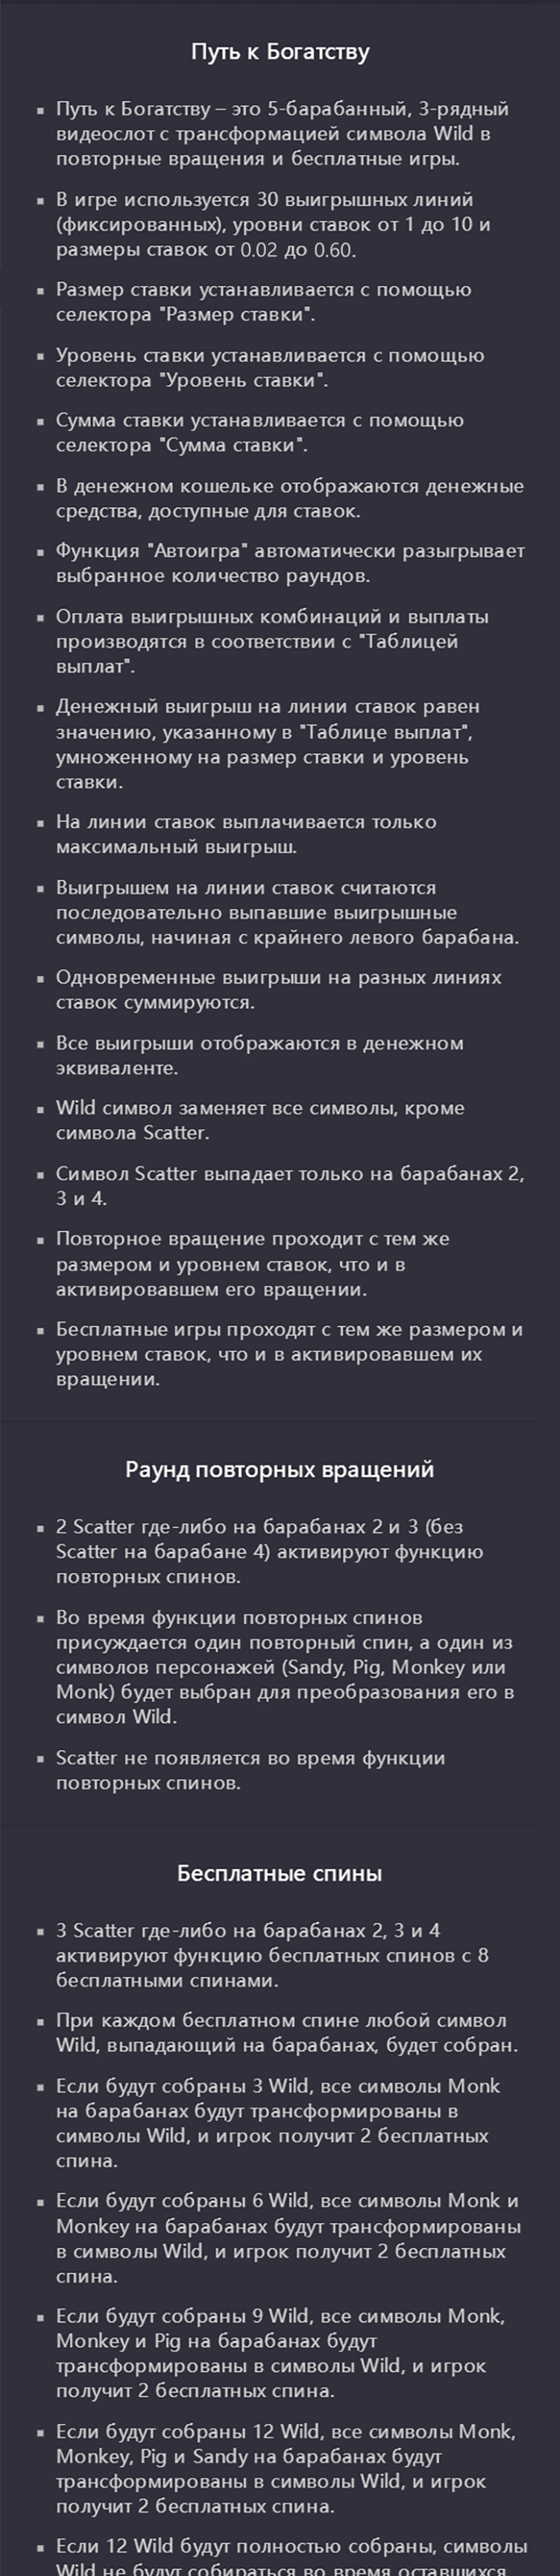 Путь к Богатству
Путь к Богатству – это 5-барабанный, 3-рядный
видеослот с трансформацией символа Wild в
повторные вращения и бесплатные игры.
В игре используется 30 выигрышных линий
(фиксированных), уровни ставок от 1 до 10 и
размеры ставок от 0.02 до 0.60.
Размер ставки устанавливается с помощью
селектора "Размер ставки".
Уровень ставки устанавливается с помощью
селектора "Уровень ставки".
Сумма ставки устанавливается с помощью
селектора "Сумма ставки".
В денежном кошельке отображаются денежные
средства, доступные для ставок.
Функция "Автоигра" автоматически разыгрывает
выбранное количество раундов.
Оплата выигрышных комбинаций и выплаты
производятся в соответствии с "Таблицей
выплат".
Денежный выигрыш на линии ставок равен
значению, указанному в "Таблице выплат",
умноженному на размер ставки и уровень
ставки.
На линии ставок выплачивается только
максимальный выигрыш.
Выигрышем на линии ставок считаются
последовательно выпавшие выигрышные
символы, начиная с крайнего левого барабана.
Одновременные выигрыши на разных линиях
ставок суммируются.
Все выигрыши отображаются в денежном
эквиваленте.
Wild символ заменяет все символы, кроме
символа Scatter.
Символ Scatter выпадает только на барабанах 2,
3 и 4.
Повторное вращение проходит с тем же
размером и уровнем ставок, что и в
активировавшем его вращении.
Бесплатные игры проходят с тем же размером и
уровнем ставок, что и в активировавшем их
вращении.
Раунд повторных вращений
2 Scatter где-либо на барабанах 2 и 3 (без
Scatter на барабане 4) активируют функцию
повторных спинов.
Во время функции повторных спинов
присуждается один повторный спин, а один из
символов персонажей (Sandy, Pig, Monkey или
Monk) будет выбран для преобразования его в
символ Wild.
Scatter не появляется во время функции
повторных спинов.
Бесплатные спины
3 Scatter где-либо на барабанах 2, 3 и 4
активируют функцию бесплатных спинов с 8
бесплатными спинами.
При каждом бесплатном спине любой символ
Wild, выпадающий на барабанах, будет собран.
Если будут собраны 3 Wild, все символы Monk
на барабанах будут трансформированы в
символы Wild, и игрок получит 2 бесплатных
спина.
Если будут собраны 6 Wild, все символы Monk и
Monkey на барабанах будут трансформированы
в символы Wild, и игрок получит 2 бесплатных
спина.
Если будут собраны 9 Wild, все символы Monk,
Monkey и Pig на барабанах будут
трансформированы в символы Wild, и игрок
получит 2 бесплатных спина.
Если будут собраны 12 Wild, все символы Monk,
Monkey, Pig и Sandy на барабанах будут
трансформированы в символы Wild, и игрок
получит 2 бесплатных спина.
Если 12 Wild будут полностью собраны, символы
Wild не будут собираться во время оставшихся